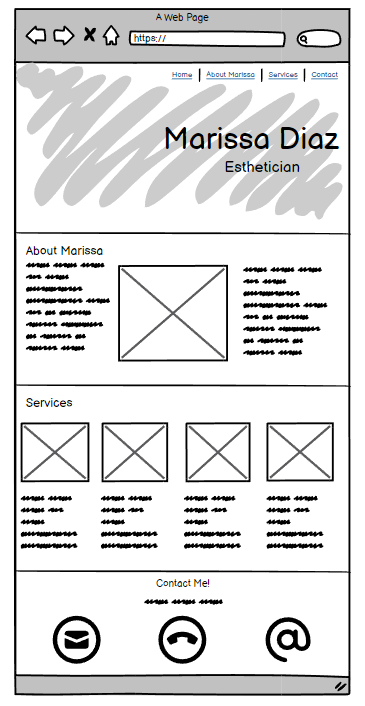 A Web Page
https://
Home | About Marissa | Services | Contact
Marissa Diaz
Esthetician
About Marissa
Services
Contact Me!
@